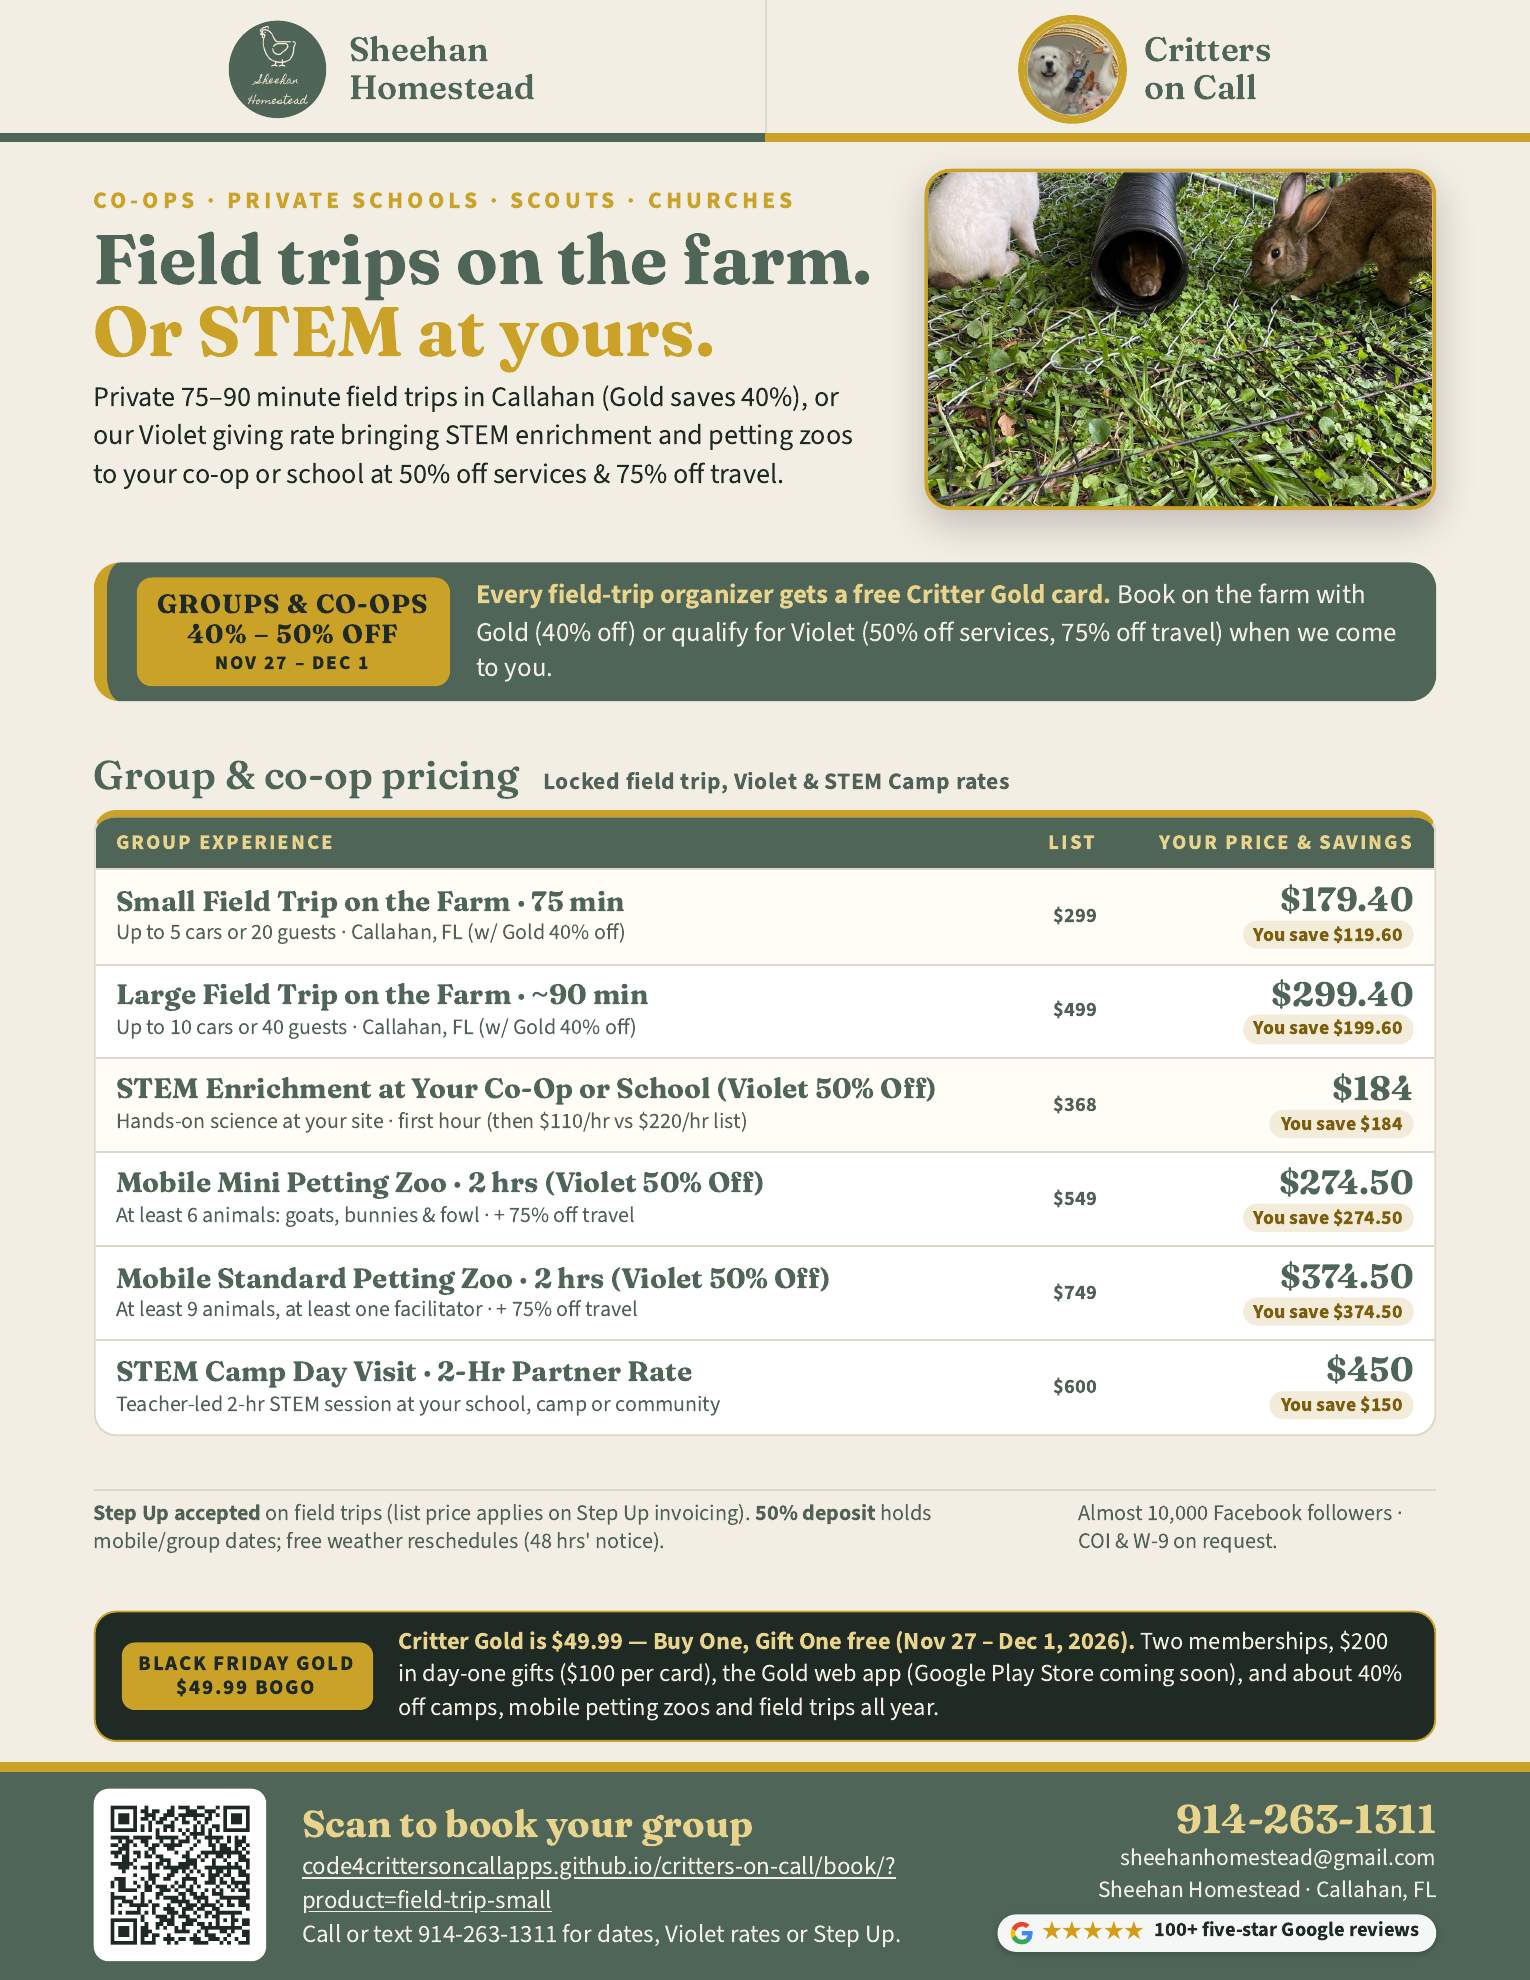 Sheehan
Homestead
Sheehan
Homestead
Critters
on Call
CO-OPS · PRIVATE SCHOOLS · SCOUTS · CHURCHES
Field trips on the farm.
Or STEM at yours.
Private 75–90 minute field trips in Callahan (Gold saves 40%), or
our Violet giving rate bringing STEM enrichment and petting zoos
to your co-op or school at 50% off services & 75% off travel.
GROUPS & CO-OPS
40% – 50% OFF
NOV 27 – DEC 1
Every field-trip organizer gets a free Critter Gold card. Book on the farm with
Gold (40% off) or qualify for Violet (50% off services, 75% off travel) when we come
to you.
Group & co-op pricing Locked field trip, Violet & STEM Camp rates
GROUP EXPERIENCE LIST YOUR PRICE & SAVINGS
Small Field Trip on the Farm · 75 min
Up to 5 cars or 20 guests · Callahan, FL (w/ Gold 40% off)
$299
$179.40
You save $119.60
Large Field Trip on the Farm · ~90 min
Up to 10 cars or 40 guests · Callahan, FL (w/ Gold 40% off)
$499
$299.40
You save $199.60
STEM Enrichment at Your Co-Op or School (Violet 50% Off)
Hands-on science at your site · first hour (then $110/hr vs $220/hr list)
$368
$184
You save $184
Mobile Mini Petting Zoo · 2 hrs (Violet 50% Off)
At least 6 animals: goats, bunnies & fowl · + 75% off travel
$549
$274.50
You save $274.50
Mobile Standard Petting Zoo · 2 hrs (Violet 50% Off)
At least 9 animals, at least one facilitator · + 75% off travel
$749
$374.50
You save $374.50
STEM Camp Day Visit · 2-Hr Partner Rate
Teacher-led 2-hr STEM session at your school, camp or community
$600
$450
You save $150
Step Up accepted on field trips (list price applies on Step Up invoicing). 50% deposit holds
mobile/group dates; free weather reschedules (48 hrs' notice).
Almost 10,000 Facebook followers ·
COI & W-9 on request.
BLACK FRIDAY GOLD
$49.99 BOGO
Critter Gold is $49.99 — Buy One, Gift One free (Nov 27 – Dec 1, 2026). Two memberships, $200
in day-one gifts ($100 per card), the Gold web app (Google Play Store coming soon), and about 40%
off camps, mobile petting zoos and field trips all year.
Scan to book your group
code4crittersoncallapps.github.io/critters-on-call/book/?
product=field-trip-small
Call or text 914-263-1311 for dates, Violet rates or Step Up.
914-263-1311
sheehanhomestead@gmail.com
Sheehan Homestead · Callahan, FL
G ★★★★★ 100+ five-star Google reviews